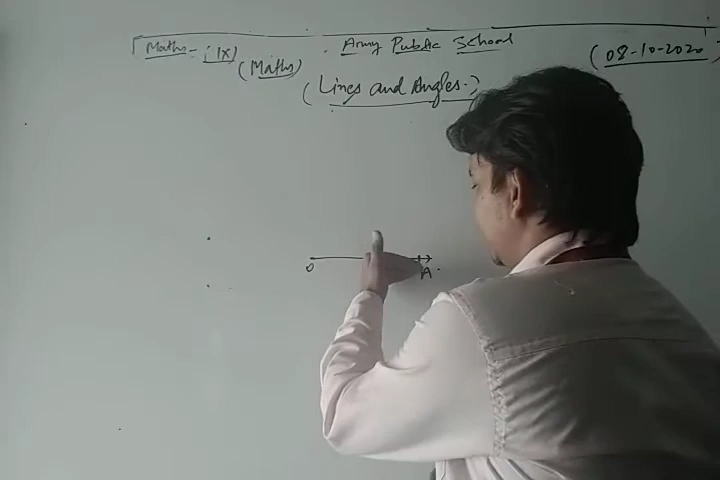 Maths - (IX) Army Public School (08-10-2020)
(Maths)
(Lines and Angles.)
O A